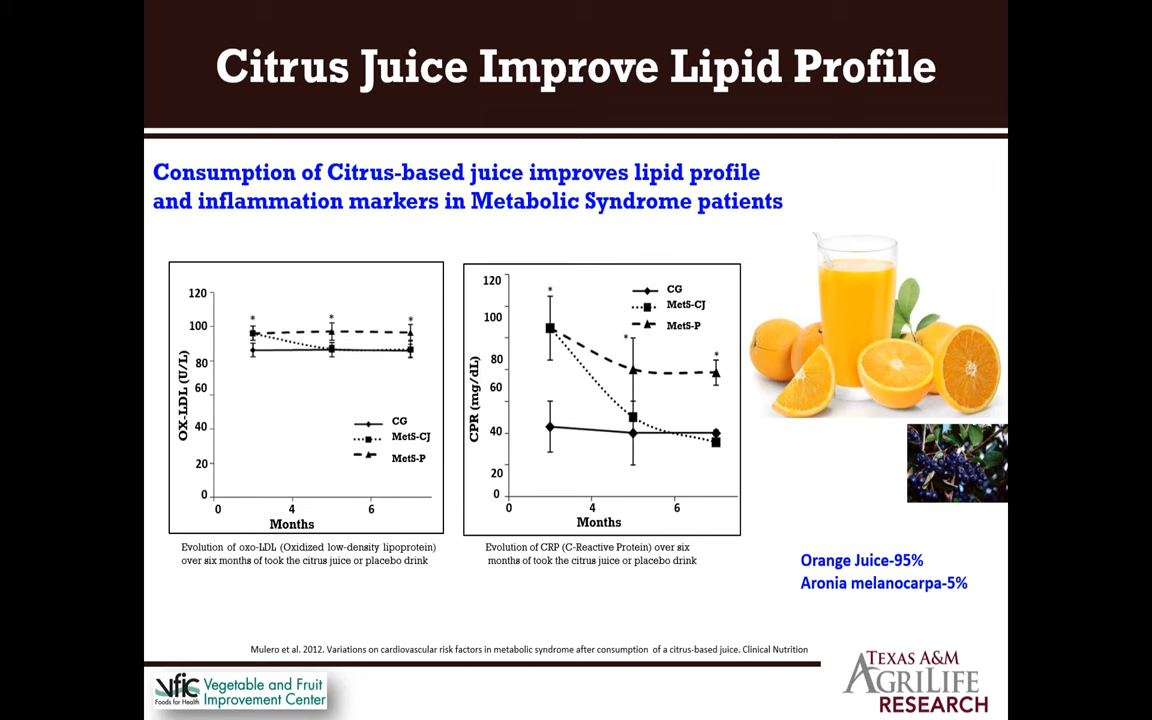 Citrus Juice Improve Lipid Profile
Consumption of Citrus-based juice improves lipid profile
and inflammation markers in Metabolic Syndrome patients
OX-LDL (U/L)
120
100
80
60
40
20
0
0
4
6
Months
*
*
*
CG
MetS-CJ
MetS-P
Evolution of oxo-LDL (Oxidized low-density lipoprotein)
over six months of took the citrus juice or placebo drink
CPR (mg/dL)
120
100
80
60
40
20
0
0
4
6
Months
*
*
*
CG
MetS-CJ
MetS-P
Evolution of CRP (C-Reactive Protein) over six
months of took the citrus juice or placebo drink
Orange Juice-95%
Aronia melanocarpa-5%
Mulero et al. 2012. Variations on cardiovascular risk factors in metabolic syndrome after consumption of a citrus-based juice. Clinical Nutrition
vfic
Foods for Health
Vegetable and Fruit
Improvement Center
TEXAS A&M
AGRILIFE
RESEARCH